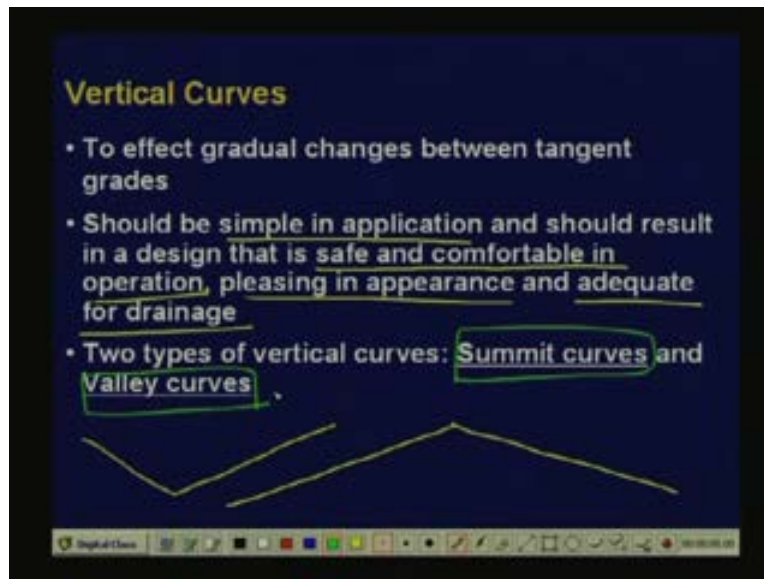 Vertical Curves
• To effect gradual changes between tangent
grades
• Should be simple in application and should result
in a design that is safe and comfortable in
operation, pleasing in appearance and adequate
for drainage
• Two types of vertical curves: Summit curves and
Valley curves
Digital Class